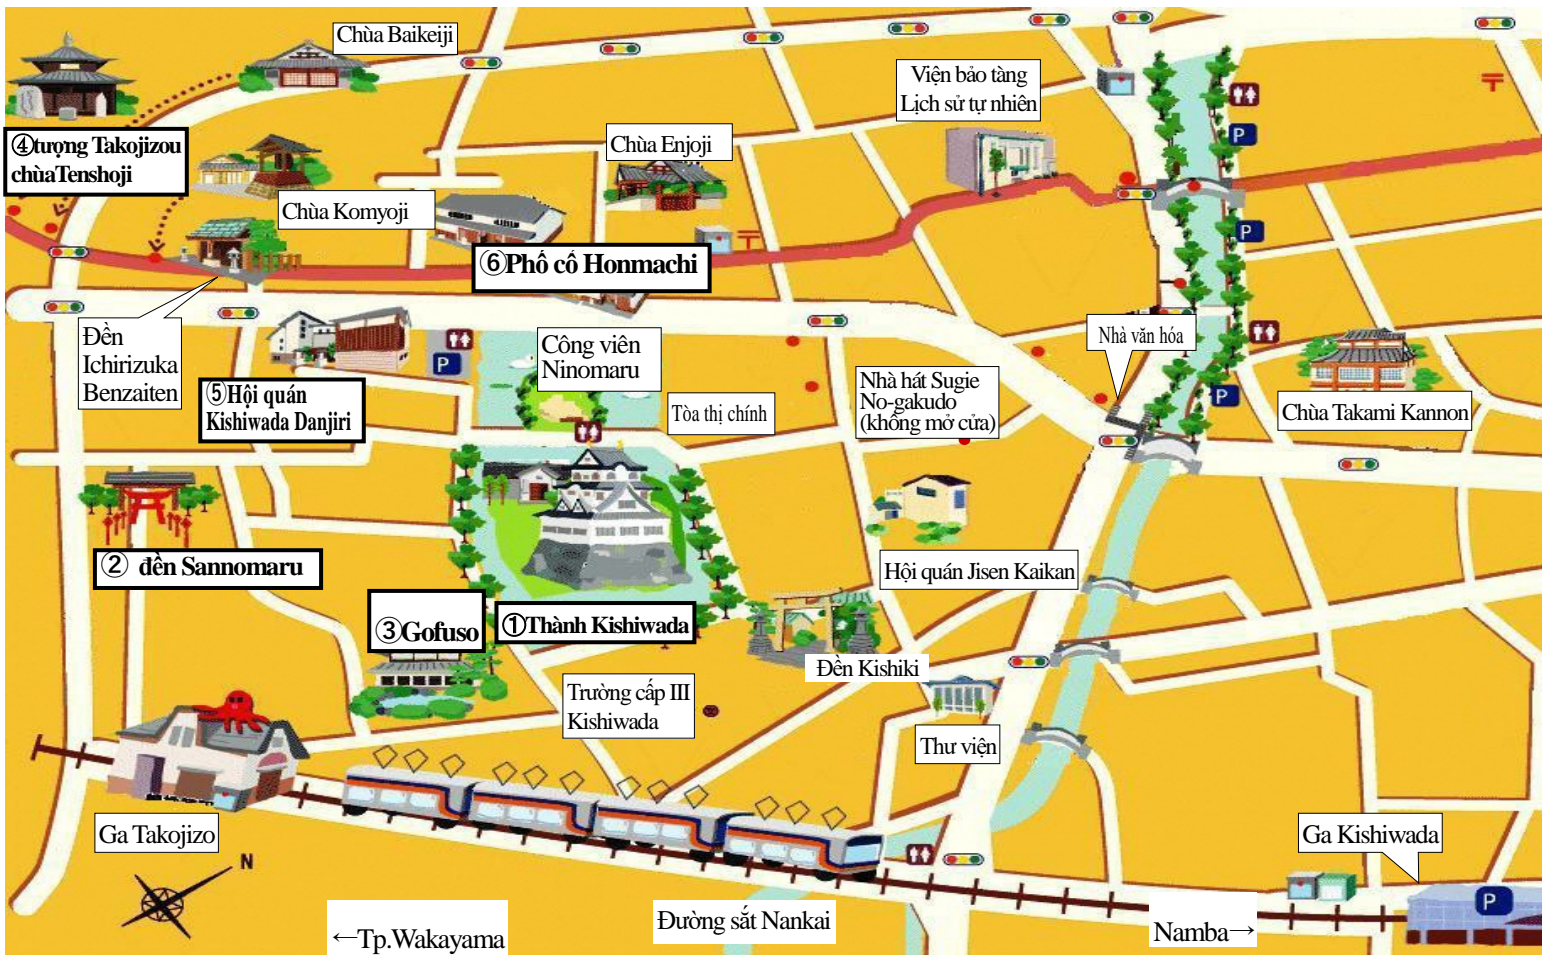 Chùa Baikeiji
Viện bảo tàng
Lịch sử tự nhiên
④tượng Takojizou
chùaTenshoji
Chùa Enjoji
P
Chùa Komyoji
P
⑥Phố cổ Honmachi
Đền
Ichirizuka
Benzaiten
Công viên
Ninomaru
Nhà văn hóa
P
⑤Hội quán
Kishiwada Danjiri
Tòa thị chính
Nhà hát Sugie
No-gakudo
(không mở cửa)
P
Chùa Takami Kannon
② đền Sannomaru
Hội quán Jisen Kaikan
③Gofuso
①Thành Kishiwada
Đền Kishiki
Trường cấp III
Kishiwada
Thư viện
Ga Takojizo
Ga Kishiwada
N
P
←Tp.Wakayama
Đường sắt Nankai
Namba→